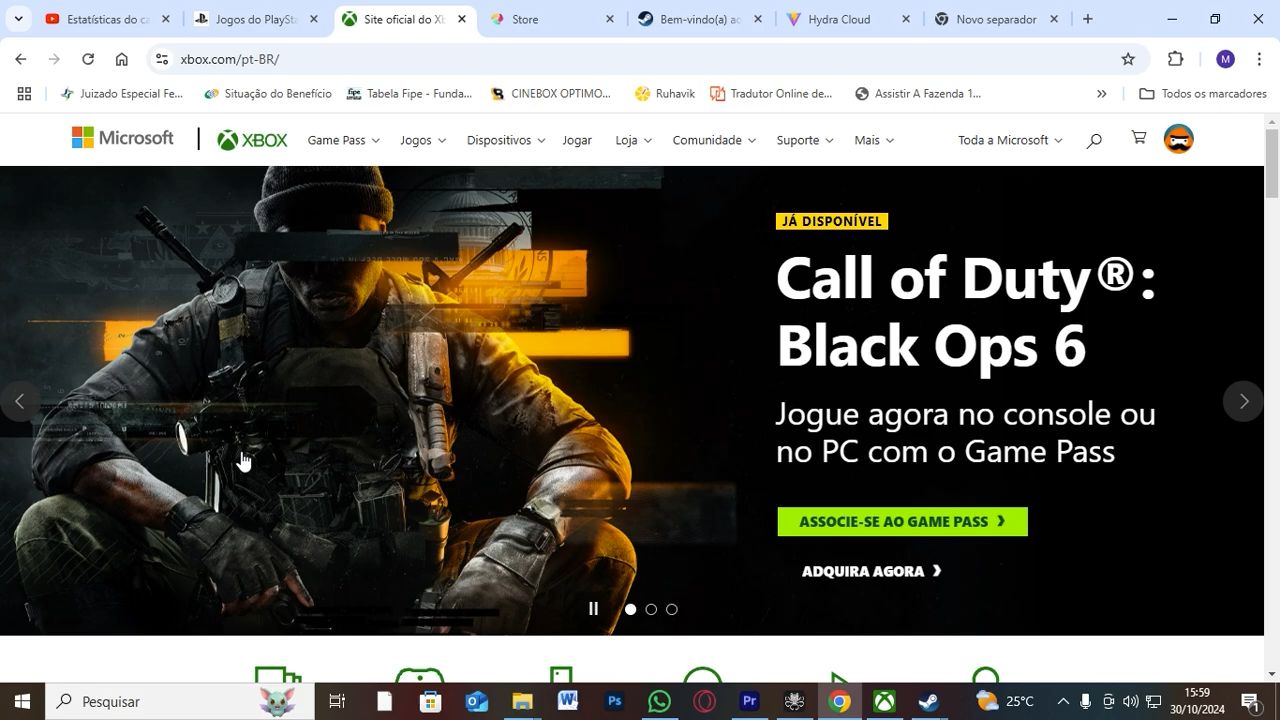 Estatísticas do ca
Jogos do PlaySta
Site oficial do Xb
Store
Bem-vindo(a) ao
Hydra Cloud
Novo separador
xbox.com/pt-BR/
M
Juizado Especial Fe...
Situação do Benefício
Tabela Fipe - Funda...
CINEBOX OPTIMO...
Ruhavik
Tradutor Online de...
Assistir A Fazenda 1...
Todos os marcadores
Microsoft
XBOX
Game Pass
Jogos
Dispositivos
Jogar
Loja
Comunidade
Suporte
Mais
Toda a Microsoft
JÁ DISPONÍVEL
Call of Duty®:
Black Ops 6
Jogue agora no console ou
no PC com o Game Pass
ASSOCIE-SE AO GAME PASS
ADQUIRA AGORA
Pesquisar
25°C
15:59
30/10/2024